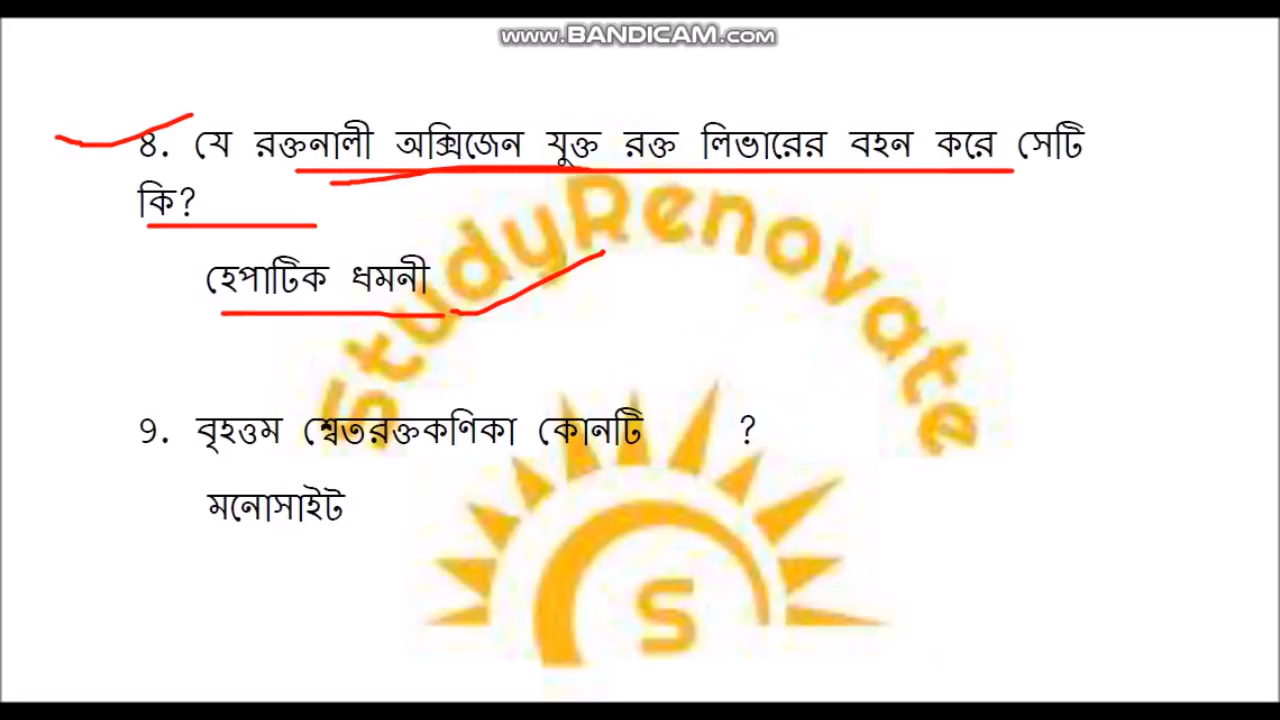 www.BANDICAM.com
৪. যে রক্তনালী অক্সিজেন যুক্ত রক্ত লিভারের বহন করে সেটি
কি?
হেপাটিক ধমনী
StudyRenovate
9. বৃহত্তম শ্বেতরক্তকণিকা কোনটি ?
মনোসাইট
S